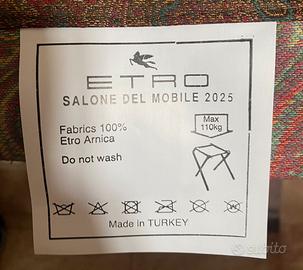 ETRO
SALONE DEL MOBILE 2025
Fabrics 100%
Etro Arnica
Do not wash
Max
110kg
Made in TURKEY
subito